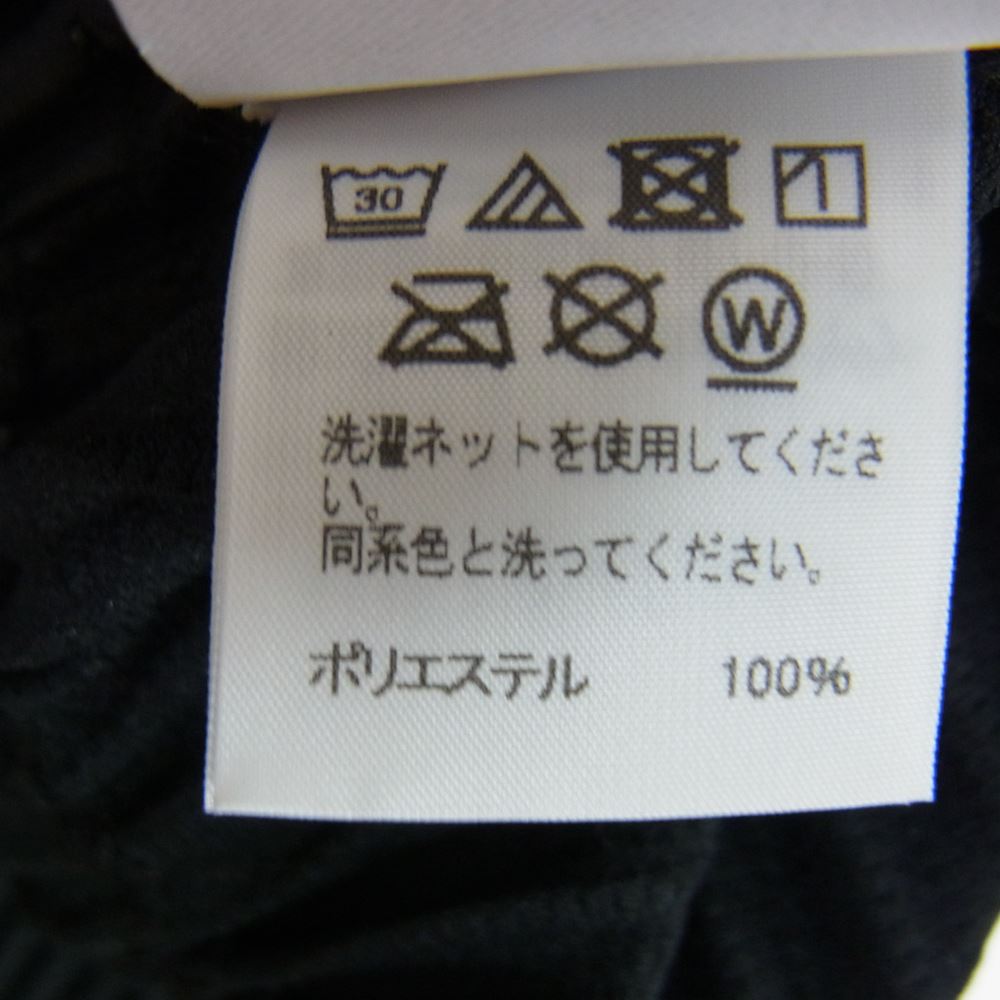 30
W
洗濯ネットを使用してくださ
い。
同系色と洗ってください。
ポリエステル 100%